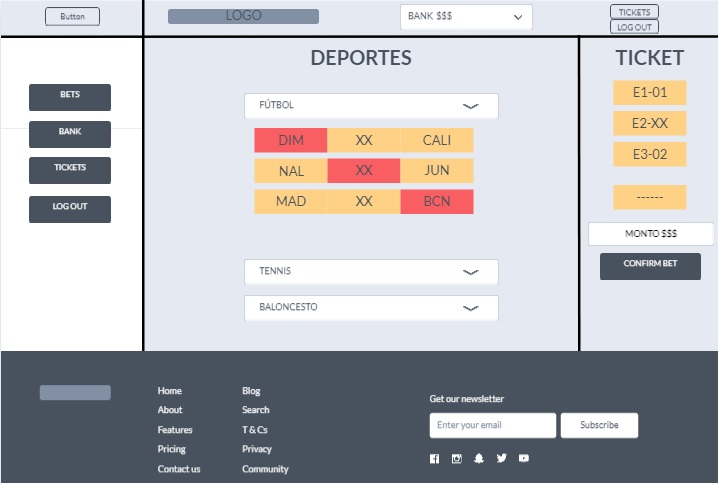 Button
LOGO
BANK $$$
TICKETS
LOG OUT
BETS
BANK
TICKETS
LOG OUT
DEPORTES
FÚTBOL
DIM XX CALI
NAL XX JUN
MAD XX BCN
TENNIS
BALONCESTO
TICKET
E1-01
E2-XX
E3-02
------
MONTO $$$
CONFIRM BET
Home
About
Features
Pricing
Contact us
Blog
Search
T & Cs
Privacy
Community
Get our newsletter
Enter your email
Subscribe